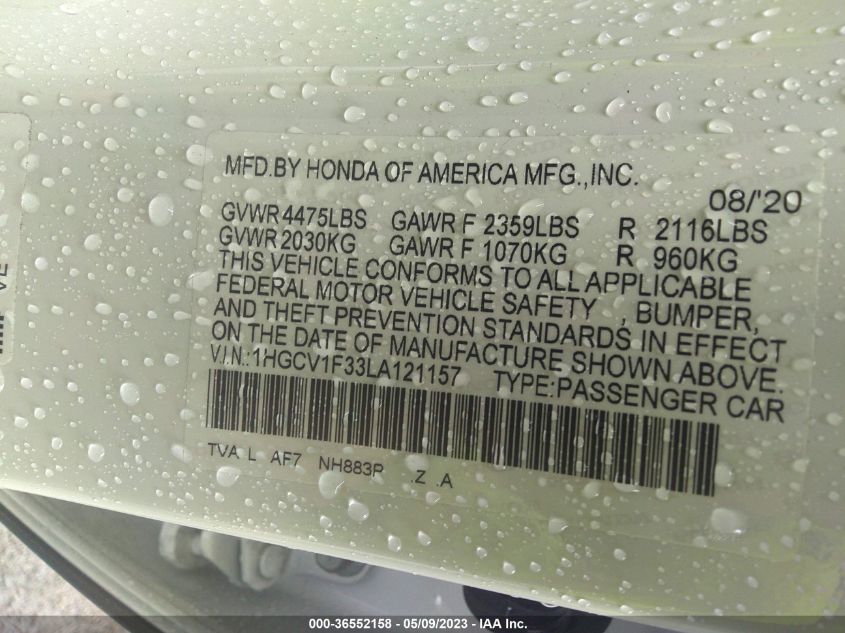 MFD.BY HONDA OF AMERICA MFG.,INC.
08/'20
GVWR 4475LBS GAWR F 2359LBS R 2116LBS
GVWR 2030KG GAWR F 1070KG R 960KG
THIS VEHICLE CONFORMS TO ALL APPLICABLE
FEDERAL MOTOR VEHICLE SAFETY , BUMPER,
AND THEFT PREVENTION STANDARDS IN EFFECT
ON THE DATE OF MANUFACTURE SHOWN ABOVE.
V.I.N.:1HGCV1F33LA121157 TYPE:PASSENGER CAR
TVA L AF7 NH883P .Z .A
VE
000-36552158 - 05/09/2023 - IAA Inc.